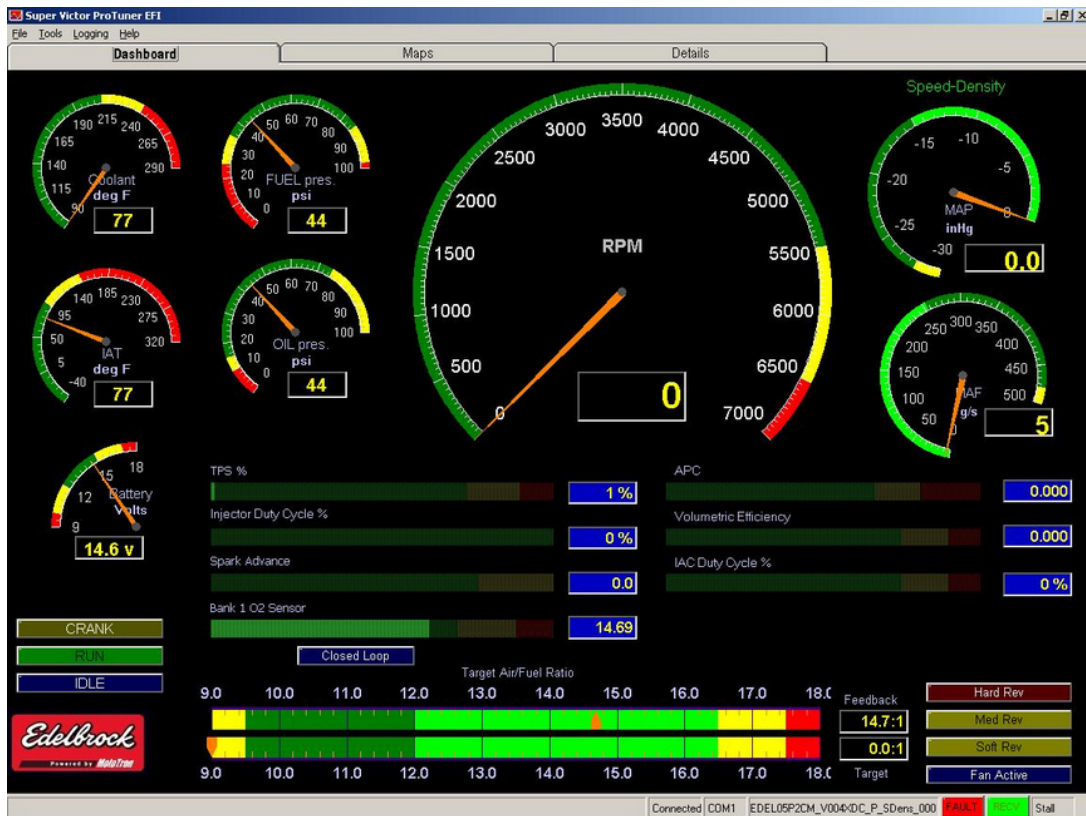 Super Victor ProTuner EFI
File Tools Logging Help
Dashboard Maps Details
90 115 140 165 190 215 240 265 290
Coolant
deg F
77
0 10 20 30 40 50 60 70 80 90 100
FUEL pres.
psi
44
0 500 1000 1500 2000 2500 3000 3500 4000 4500 5000 5500 6000 6500 7000
RPM
0
Speed-Density
-30 -25 -20 -15 -10 -5 0
MAP
inHg
0.0
-40 5 50 95 140 185 230 275 320
IAT
deg F
77
0 10 20 30 40 50 60 70 80 90 100
OIL pres.
psi
44
0 50 100 150 200 250 300 350 400 450 500
MAF
g/s
5
9 12 15 18
Battery
Volts
14.6 v
TPS %
1 %
Injector Duty Cycle %
0 %
Spark Advance
0.0
Bank 1 O2 Sensor
14.69
Closed Loop
APC
0.000
Volumetric Efficiency
0.000
IAC Duty Cycle %
0 %
CRANK
RUN
IDLE
Edelbrock
Powered by MotoTron
Target Air/Fuel Ratio
9.0 10.0 11.0 12.0 13.0 14.0 15.0 16.0 17.0 18.0
9.0 10.0 11.0 12.0 13.0 14.0 15.0 16.0 17.0 18.0
Feedback
14.7:1
0.0:1
Target
Hard Rev
Med Rev
Soft Rev
Fan Active
Connected COM1 EDEL05P2CM_V004XDC_P_SDens_000 FAULT RECV Stall